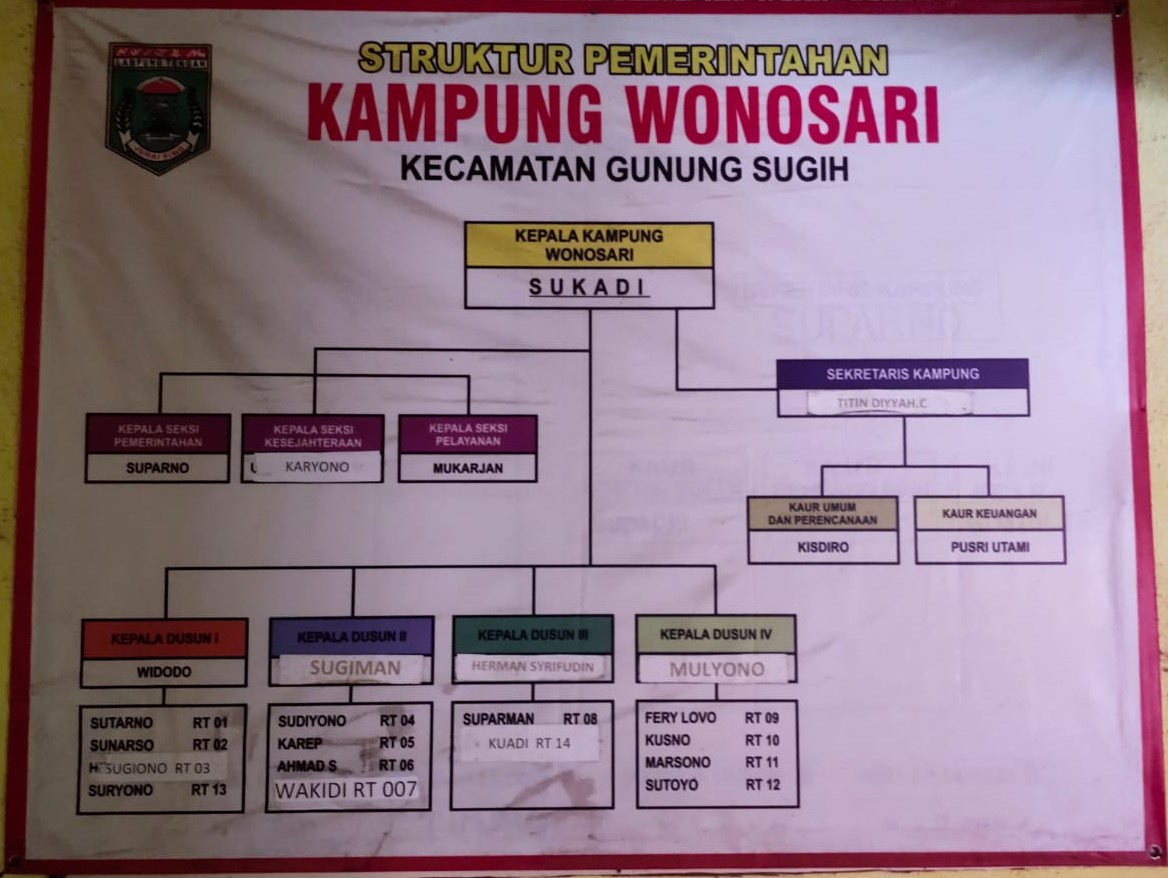 LAMPUNG TENGAH
JURAI SIWO
STRUKTUR PEMERINTAHAN
KAMPUNG WONOSARI
KECAMATAN GUNUNG SUGIH
KEPALA KAMPUNG
WONOSARI
SUKADI
SEKRETARIS KAMPUNG
TITIN DIYYAH.C
KEPALA SEKSI
PEMERINTAHAN
SUPARNO
KEPALA SEKSI
KESEJAHTERAAN
KARYONO
KEPALA SEKSI
PELAYANAN
MUKARJAN
KAUR UMUM
DAN PERENCANAAN
KISDIRO
KAUR KEUANGAN
PUSRI UTAMI
KEPALA DUSUN I
WIDODO
SUTARNO RT 01
SUNARSO RT 02
SUGIONO RT 03
SURYONO RT 13
KEPALA DUSUN II
SUGIMAN
SUDIYONO RT 04
KAREP RT 05
AHMAD S RT 06
WAKIDI RT 007
KEPALA DUSUN III
HERMAN SYRIFUDIN
SUPARMAN RT 08
KUADI RT 14
KEPALA DUSUN IV
MULYONO
FERY LOVO RT 09
KUSNO RT 10
MARSONO RT 11
SUTOYO RT 12